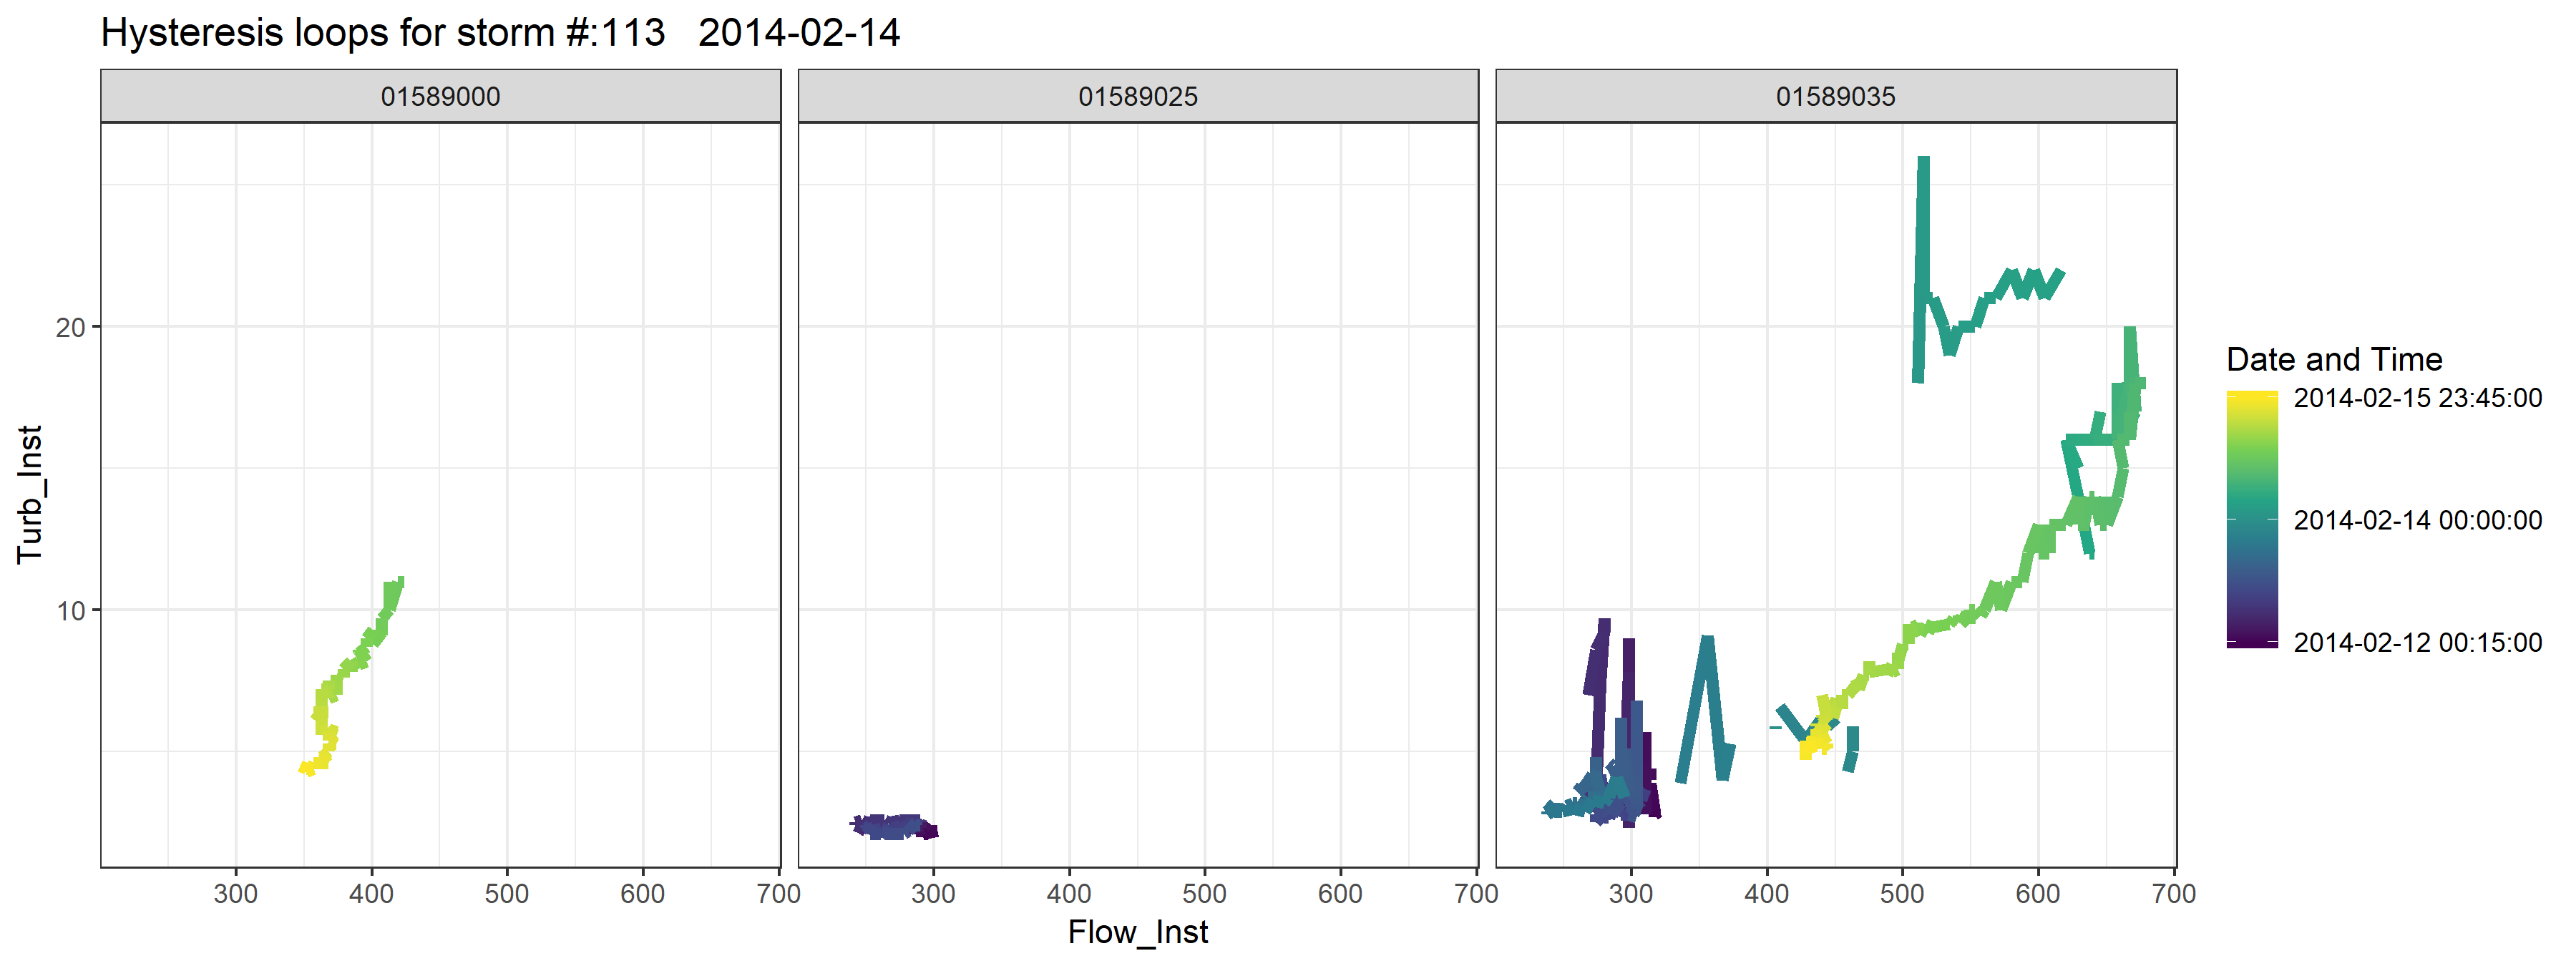 Hysteresis loops for storm #:113   2014-02-14
01589000 01589025 01589035
Turb_Inst
20
10
300 400 500 600 700 300 400 500 600 700 300 400 500 600 700
Flow_Inst
Date and Time
2014-02-15 23:45:00
2014-02-14 00:00:00
2014-02-12 00:15:00